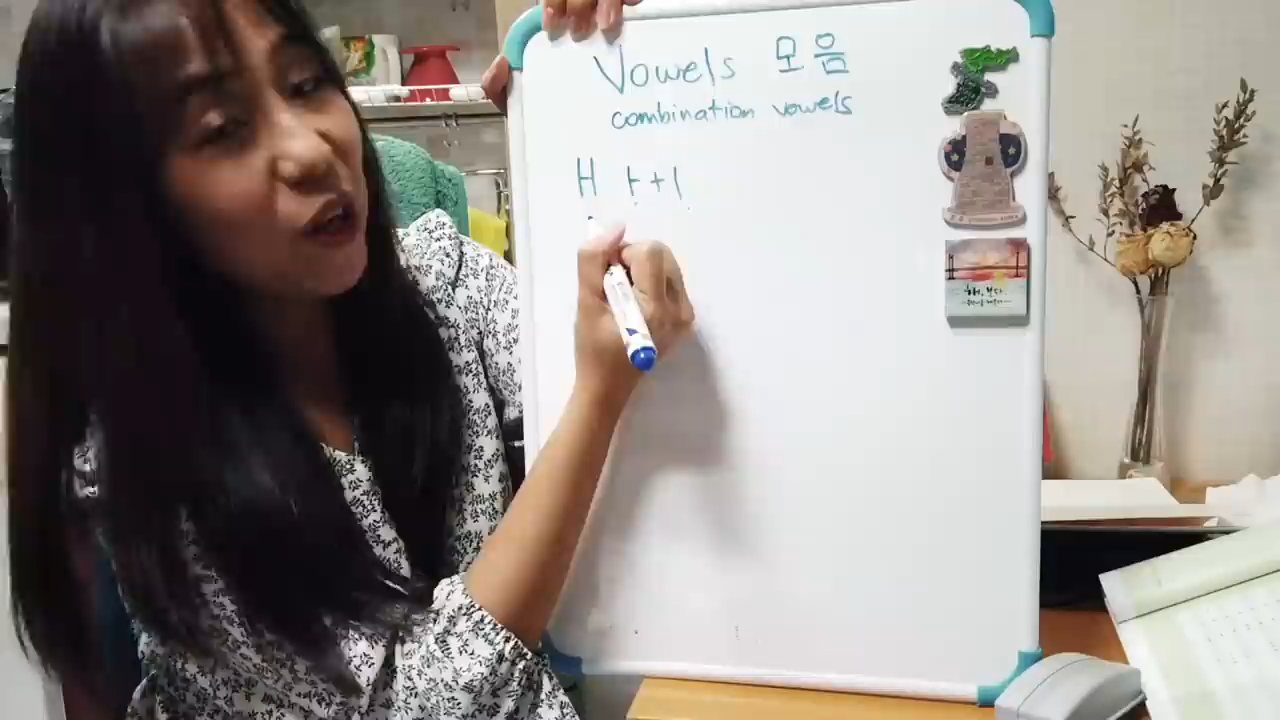 Vowels 모음
combination vowels
ㅐ ㅏ+ㅣ